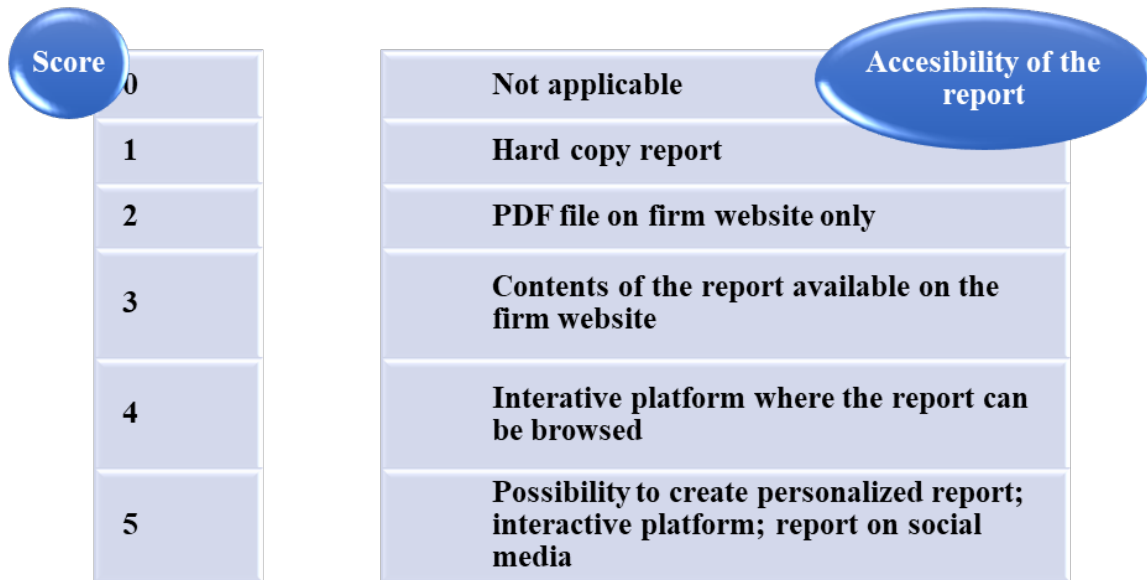 Score
Accesibility of the
report
0
Not applicable
1
Hard copy report
2
PDF file on firm website only
3
Contents of the report available on the
firm website
4
Interative platform where the report can
be browsed
5
Possibility to create personalized report;
interactive platform; report on social
media